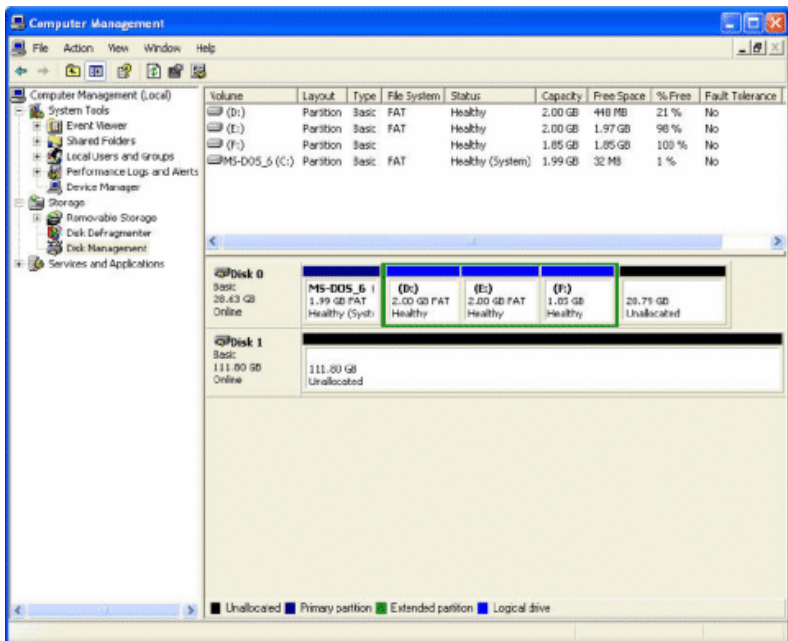 Computer Management
File Action View Window Help
Computer Management (Local)
System Tools
Event Viewer
Shared Folders
Local Users and Groups
Performance Logs and Alerts
Device Manager
Storage
Removable Storage
Disk Defragmenter
Disk Management
Services and Applications
Volume Layout Type File System Status Capacity Free Space % Free Fault Tolerance
(D:) Partition Basic FAT Healthy 2.00 GB 448 MB 21 % No
(E:) Partition Basic FAT Healthy 2.00 GB 1.97 GB 98 % No
(F:) Partition Basic Healthy 1.85 GB 1.85 GB 100 % No
MS-DOS_6 (C:) Partition Basic FAT Healthy (System) 1.99 GB 32 MB 1 % No
Disk 0
Basic
28.63 GB
Online
MS-DOS_6 (
1.99 GB FAT
Healthy (Syst
(D:)
2.00 GB FAT
Healthy
(E:)
2.00 GB FAT
Healthy
(F:)
1.85 GB
Healthy
20.79 GB
Unallocated
Disk 1
Basic
111.80 GB
Online
111.80 GB
Unallocated
Unallocated Primary partition Extended partition Logical drive